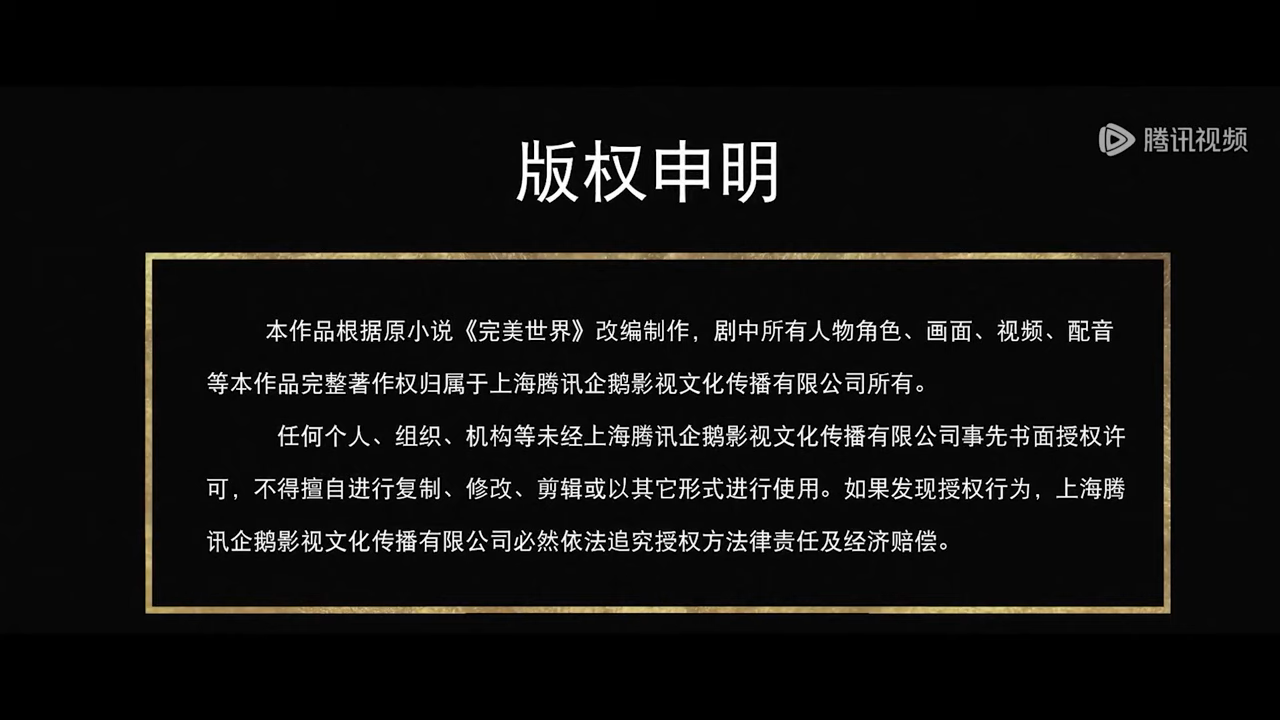 腾讯视频
版权申明
本作品根据原小说《完美世界》改编制作，剧中所有人物角色、画面、视频、配音
等本作品完整著作权归属于上海腾讯企鹅影视文化传播有限公司所有。
任何个人、组织、机构等未经上海腾讯企鹅影视文化传播有限公司事先书面授权许
可，不得擅自进行复制、修改、剪辑或以其它形式进行使用。如果发现授权行为，上海腾
讯企鹅影视文化传播有限公司必然依法追究授权方法律责任及经济赔偿。